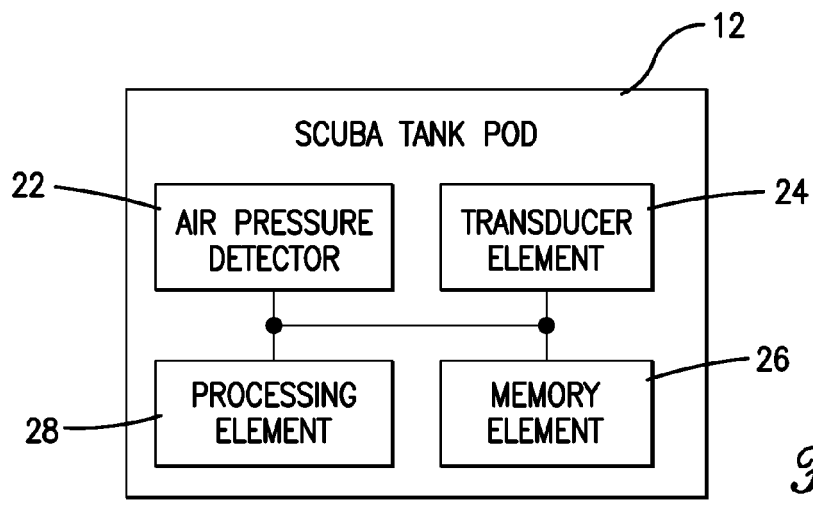 12
SCUBA TANK POD
22
AIR PRESSURE
DETECTOR
TRANSDUCER
ELEMENT
24
PROCESSING
ELEMENT
28
MEMORY
ELEMENT
26